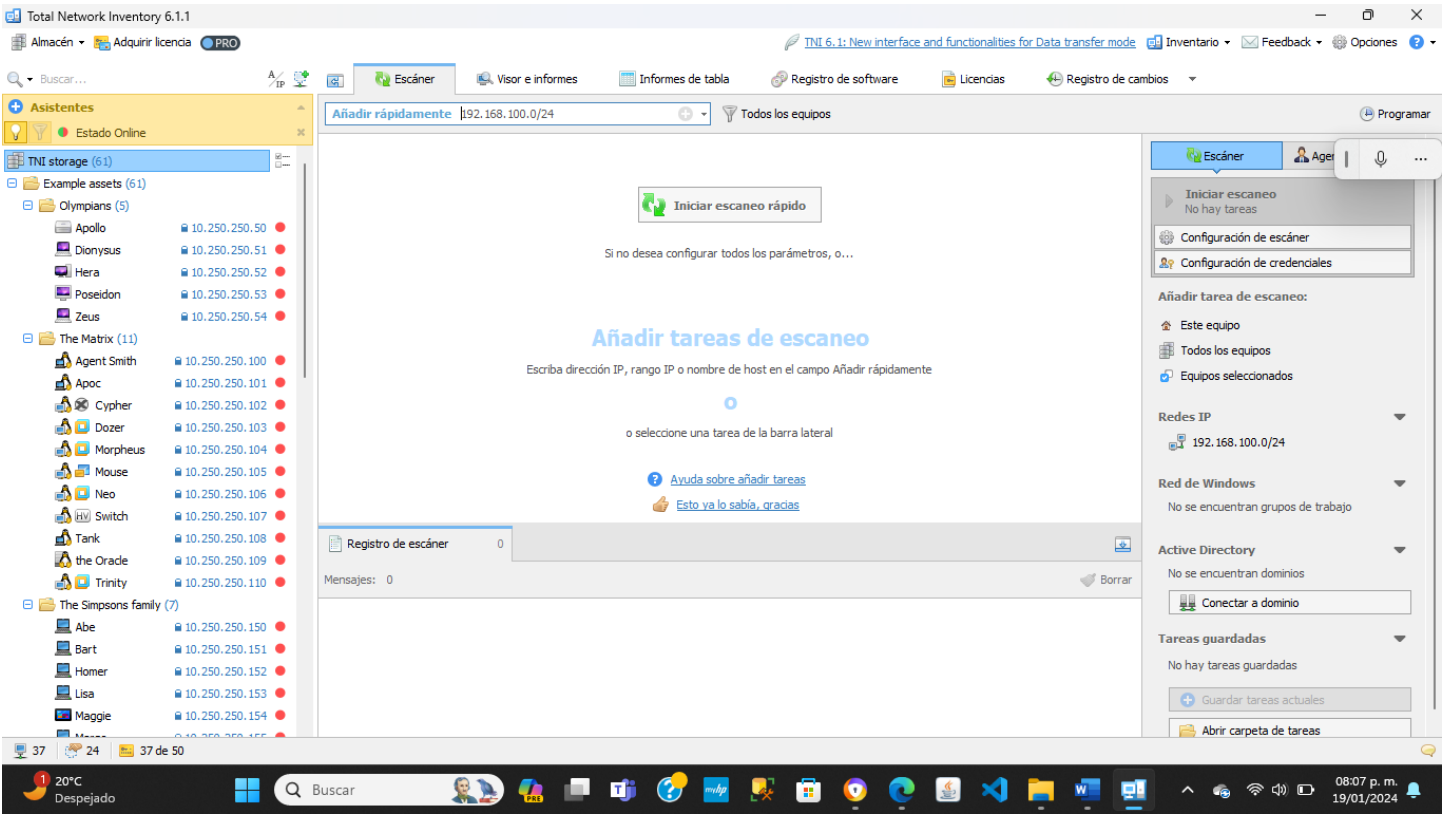 Total Network Inventory 6.1.1
Almacén
Adquirir licencia
PRO
TNI 6.1: New interface and functionalities for Data transfer mode
Inventario
Feedback
Opciones
Buscar...
A/IP
Escáner
Visor e informes
Informes de tabla
Registro de software
Licencias
Registro de cambios
Asistentes
Estado Online
Añadir rápidamente 192.168.100.0/24
Todos los equipos
Programar
TNI storage (61)
Example assets (61)
Olympians (5)
Apollo 10.250.250.50
Dionysus 10.250.250.51
Hera 10.250.250.52
Poseidon 10.250.250.53
Zeus 10.250.250.54
The Matrix (11)
Agent Smith 10.250.250.100
Apoc 10.250.250.101
Cypher 10.250.250.102
Dozer 10.250.250.103
Morpheus 10.250.250.104
Mouse 10.250.250.105
Neo 10.250.250.106
HV Switch 10.250.250.107
Tank 10.250.250.108
the Oracle 10.250.250.109
Trinity 10.250.250.110
The Simpsons family (7)
Abe 10.250.250.150
Bart 10.250.250.151
Homer 10.250.250.152
Lisa 10.250.250.153
Maggie 10.250.250.154
Iniciar escaneo rápido
Si no desea configurar todos los parámetros, o...
Añadir tareas de escaneo
Escriba dirección IP, rango IP o nombre de host en el campo Añadir rápidamente
o
o seleccione una tarea de la barra lateral
Ayuda sobre añadir tareas
Esto ya lo sabía, gracias
Registro de escáner 0
Mensajes: 0
Borrar
Escáner
Agen
Iniciar escaneo
No hay tareas
Configuración de escáner
Configuración de credenciales
Añadir tarea de escaneo:
Este equipo
Todos los equipos
Equipos seleccionados
Redes IP
192.168.100.0/24
Red de Windows
No se encuentran grupos de trabajo
Active Directory
No se encuentran dominios
Conectar a dominio
Tareas guardadas
No hay tareas guardadas
Guardar tareas actuales
Abrir carpeta de tareas
37
24
37 de 50
1
20°C
Despejado
Buscar
PRE
mybp
08:07 p. m.
19/01/2024